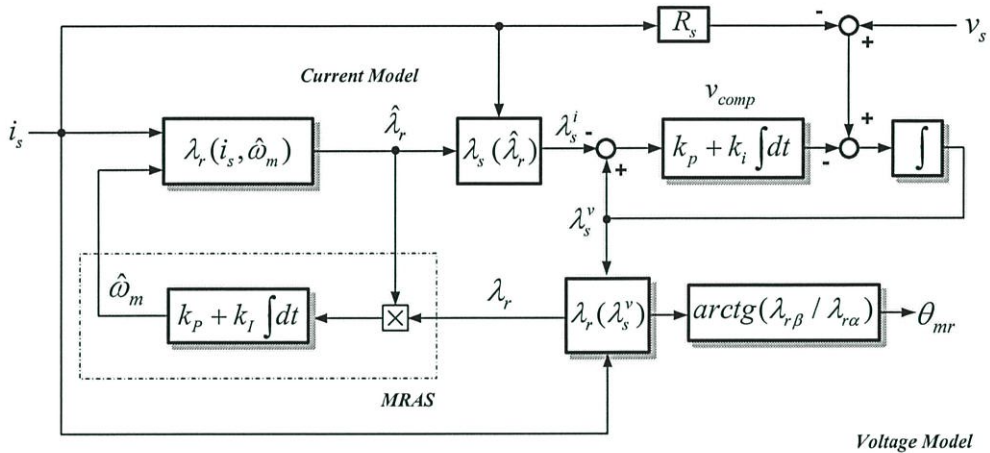 R_s
v_s
Current Model
v_comp
i_s
λ_r(i_s, ω̂_m)
λ̂_r
λ_s(λ̂_r)
λ_s^i
k_p + k_i ∫dt
∫
λ_s^v
ω̂_m
k_P + k_I ∫dt
×
λ_r
λ_r(λ_s^v)
arctg(λ_rβ / λ_rα)
θ_mr
MRAS
Voltage Model